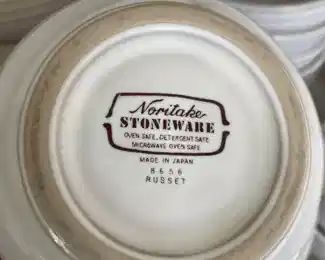 Noritake
STONEWARE
OVEN SAFE, DETERGENT SAFE
MICROWAVE OVEN SAFE
MADE IN JAPAN
8656
RUSSET